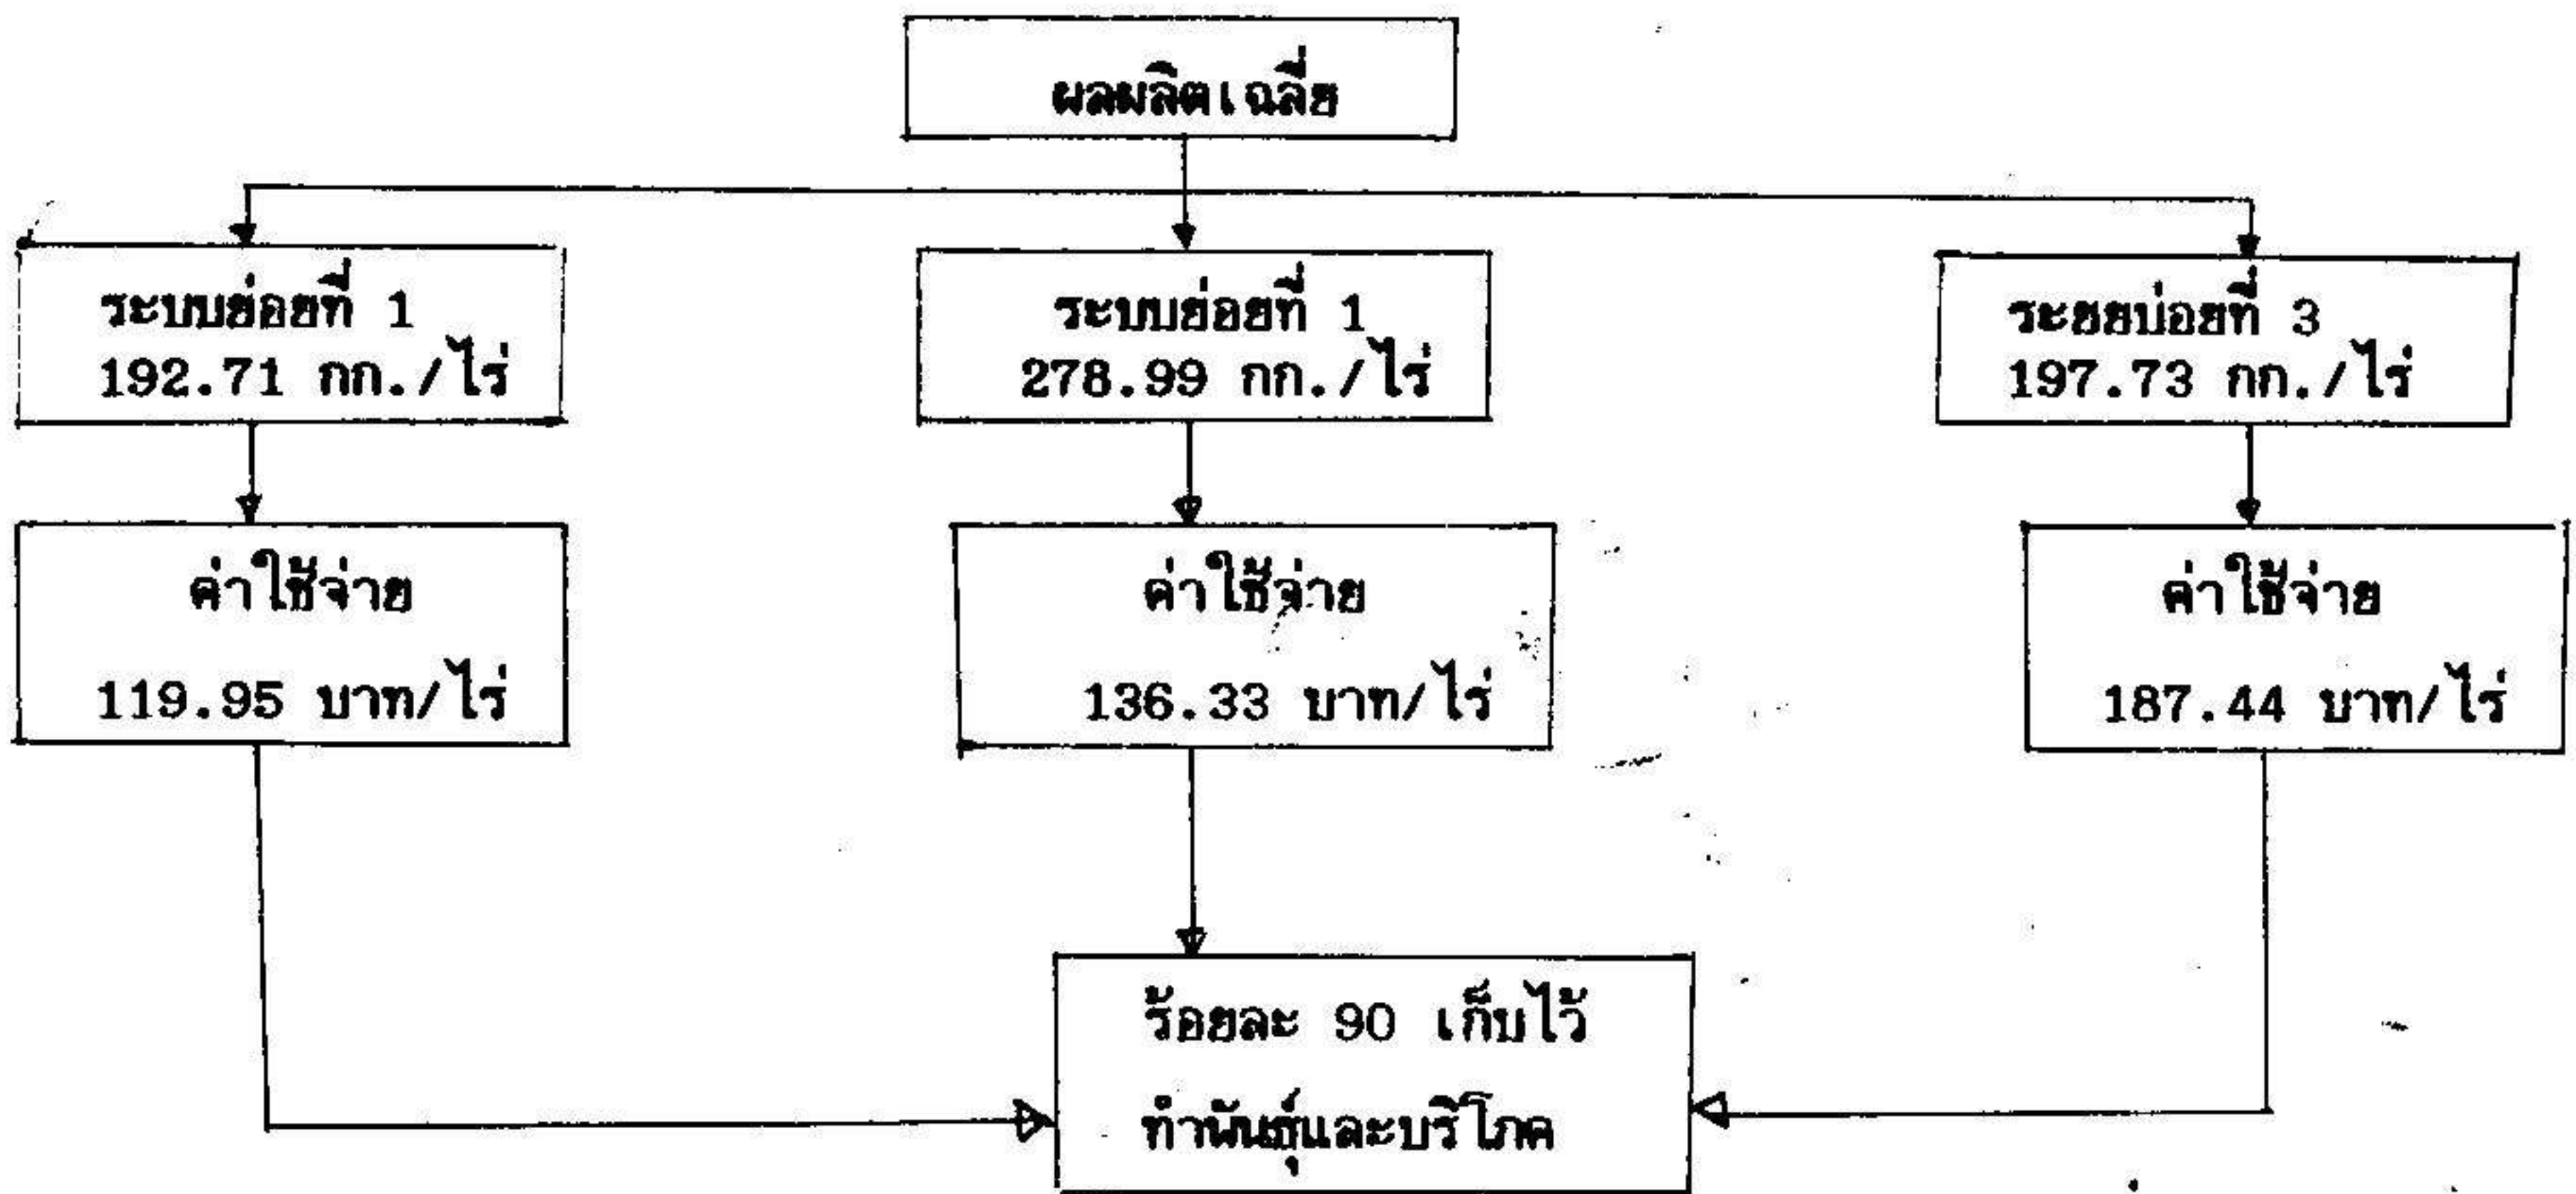 ผลผลิตเฉลี่ย
ระบบย่อยที่ 1
192.71 กก./ไร่
ระบบย่อยที่ 1
278.99 กก./ไร่
ระยยบ่อยที่ 3
197.73 กก./ไร่
ค่าใช้จ่าย
119.95 บาท/ไร่
ค่าใช้จ่าย
136.33 บาท/ไร่
ค่าใช้จ่าย
187.44 บาท/ไร่
ร้อยละ 90 เก็บไว้
ทำพันธุ์และบริโภค